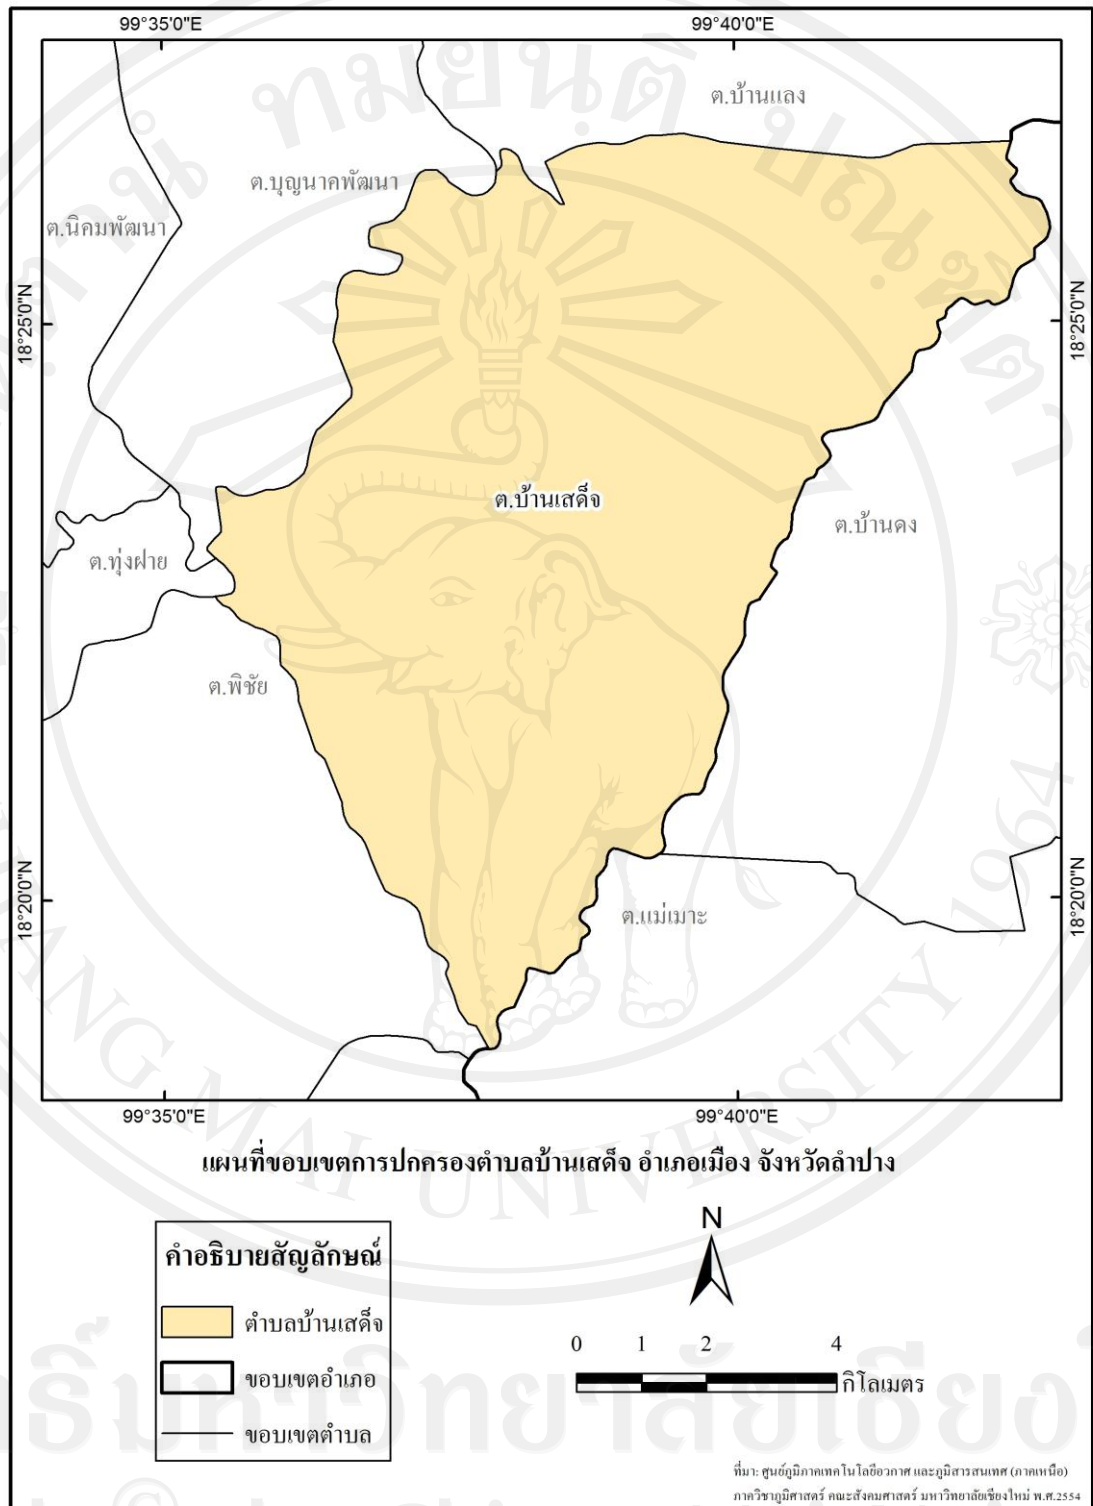 99°35'0"E 99°40'0"E
ต.บ้านแลง
ต.บุญนาคพัฒนา
ต.นิคมพัฒนา
18°25'0"N 18°25'0"N
ต.บ้านเสด็จ
ต.บ้านดง
ต.ทุ่งฝาย
ต.พิชัย
18°20'0"N 18°20'0"N
ต.แม่เมาะ
99°35'0"E 99°40'0"E
แผนที่ขอบเขตการปกครองตำบลบ้านเสด็จ อำเภอเมือง จังหวัดลำปาง
N
คำอธิบายสัญลักษณ์
ตำบลบ้านเสด็จ
ขอบเขตอำเภอ
ขอบเขตตำบล
0 1 2 4
กิโลเมตร
ที่มา: ศูนย์ภูมิภาคเทคโนโลยีอวกาศ และภูมิสารสนเทศ (ภาคเหนือ)
ภาควิชาภูมิศาสตร์ คณะสังคมศาสตร์ มหาวิทยาลัยเชียงใหม่ พ.ศ.2554